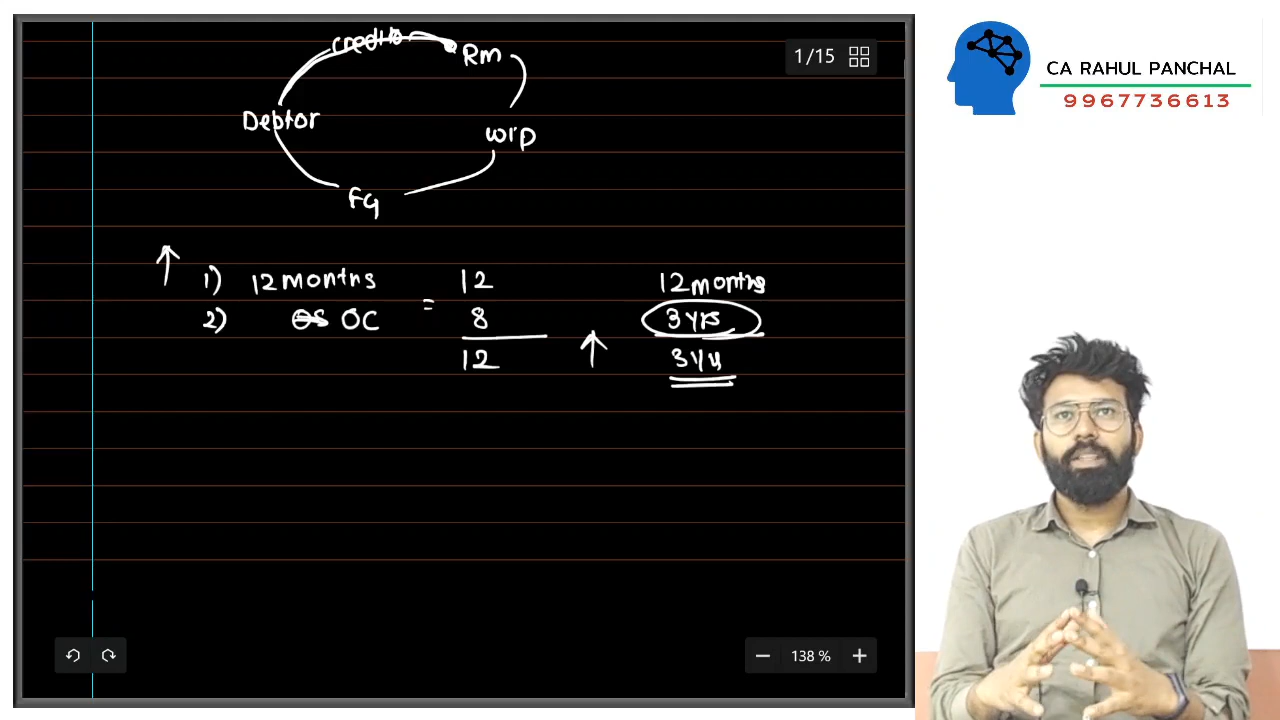 credito Rm
1/15
CA RAHUL PANCHAL
9967736613
Debtor
WIP
FG
1) 12 months = 12 12 months
2) OC 8 3 yrs
12 3 yrs
138 %